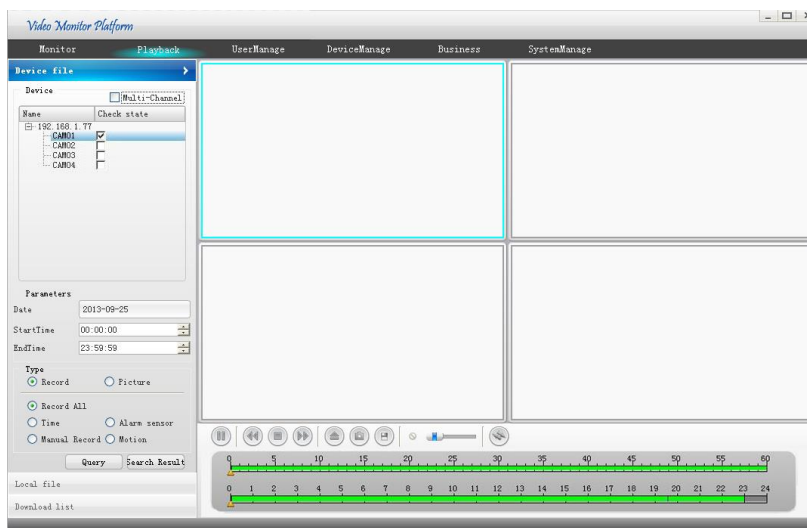 Video Monitor Platform
Monitor Playback UserManage DeviceManage Business SystemManage
Device file
Device
Multi-Channel
Name Check state
192.168.1.77
CAM01
CAM02
CAM03
CAM04
Parameters
Date 2013-09-25
StartTime 00:00:00
EndTime 23:59:59
Type
Record Picture
Record All
Time Alarm sensor
Manual Record Motion
Query Search Result
Local file
Download list
0 5 10 15 20 25 30 35 40 45 50 55 60
0 1 2 3 4 5 6 7 8 9 10 11 12 13 14 15 16 17 18 19 20 21 22 23 24